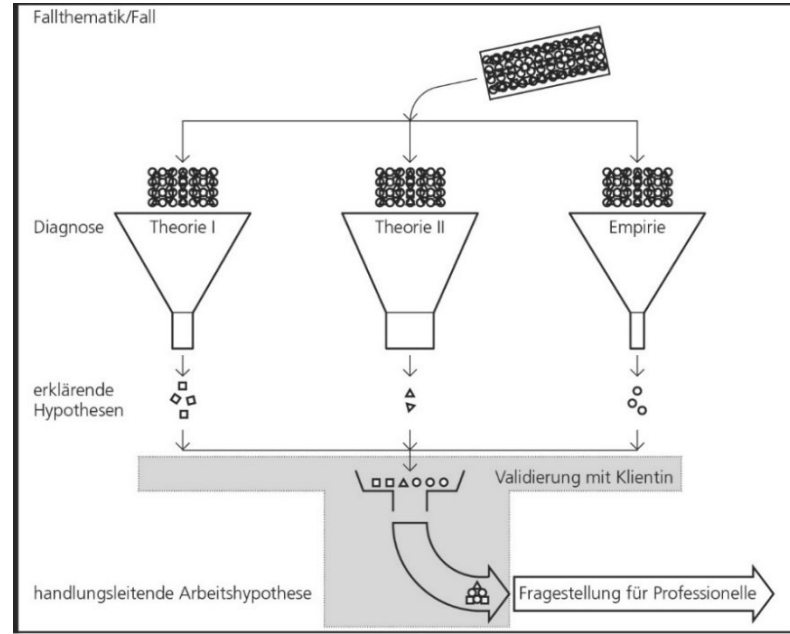 Fallthematik/Fall
Diagnose
Theorie I
Theorie II
Empirie
erklärende
Hypothesen
Validierung mit Klientin
handlungsleitende Arbeitshypothese
Fragestellung für Professionelle